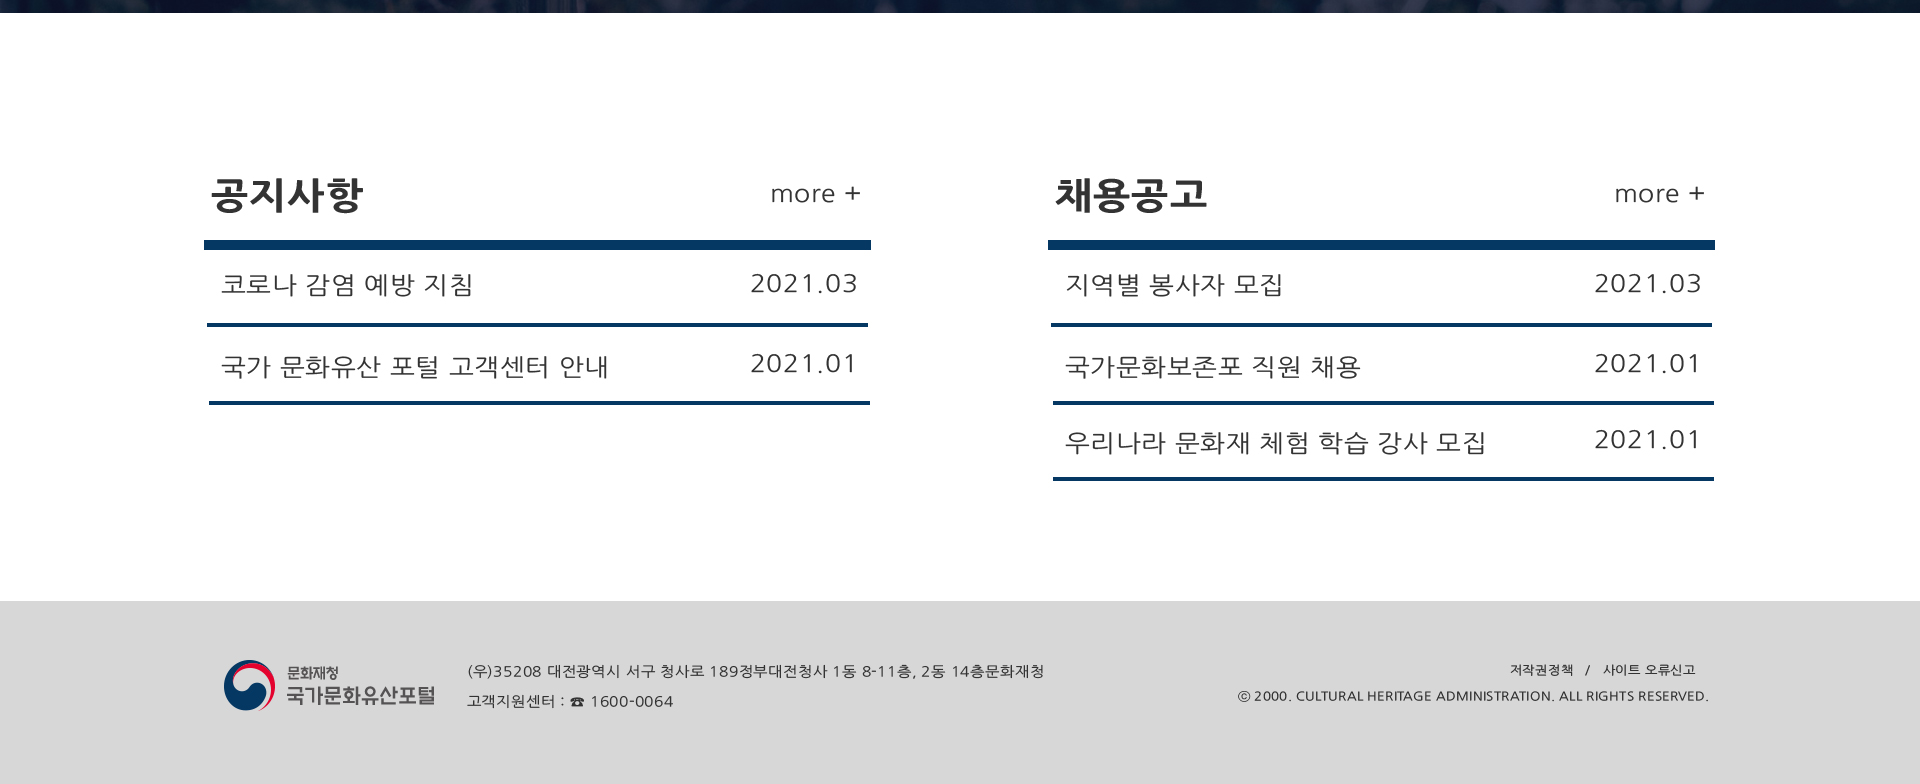 공지사항
more +
코로나 감염 예방 지침 2021.03
국가 문화유산 포털 고객센터 안내 2021.01
채용공고
more +
지역별 봉사자 모집 2021.03
국가문화보존포 직원 채용 2021.01
우리나라 문화재 체험 학습 강사 모집 2021.01
문화재청
국가문화유산포털
(우)35208 대전광역시 서구 청사로 189정부대전청사 1동 8-11층, 2동 14층문화재청
고객지원센터 : ☎ 1600-0064
저작권정책 / 사이트 오류신고
ⓒ 2000. CULTURAL HERITAGE ADMINISTRATION. ALL RIGHTS RESERVED.